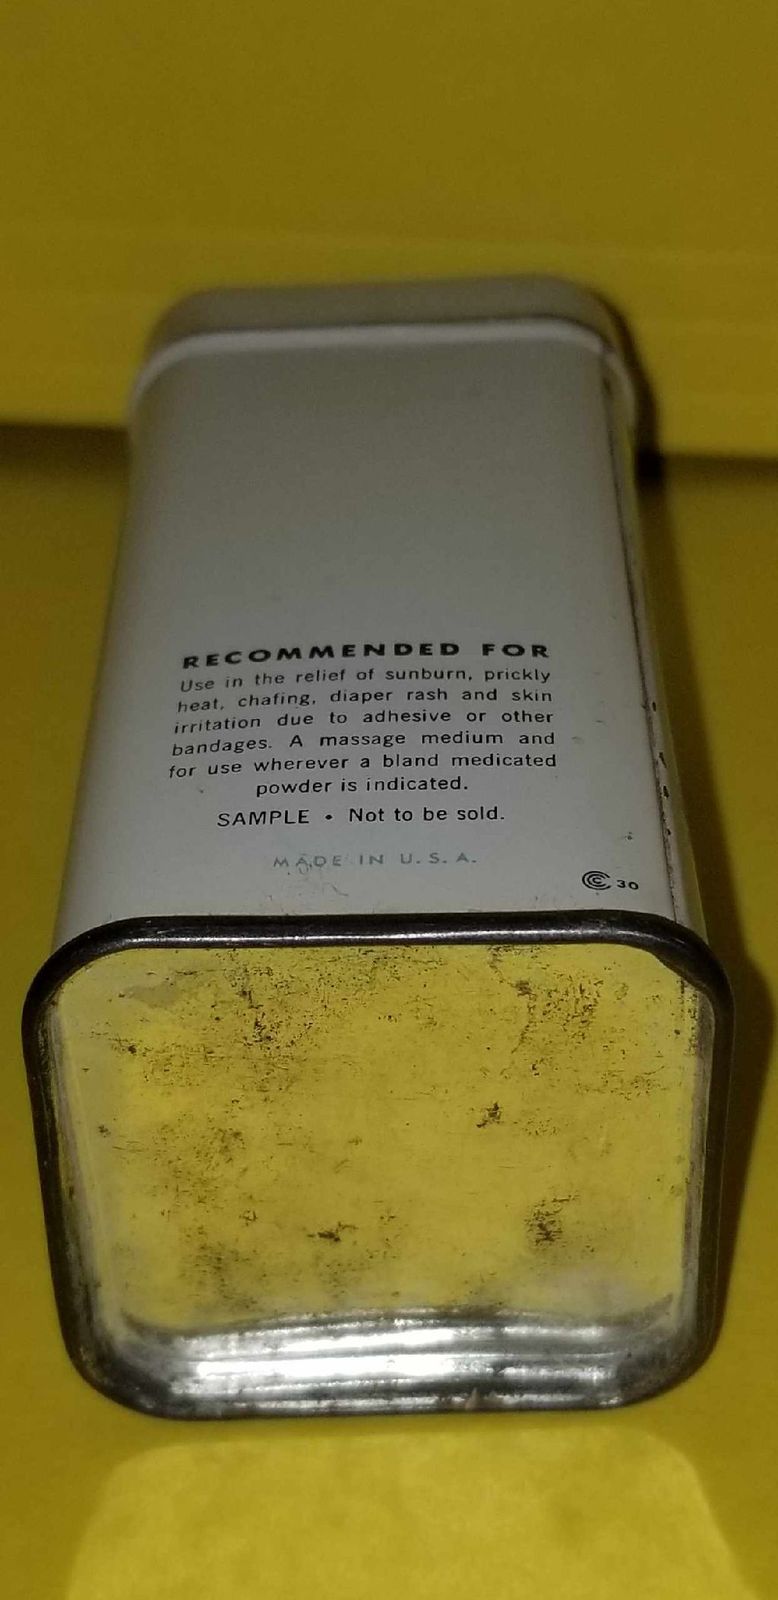 RECOMMENDED FOR
Use in the relief of sunburn, prickly
heat, chafing, diaper rash and skin
irritation due to adhesive or other
bandages. A massage medium and
for use wherever a bland medicated
powder is indicated.
SAMPLE • Not to be sold.
MADE IN U. S. A.
CCC 30